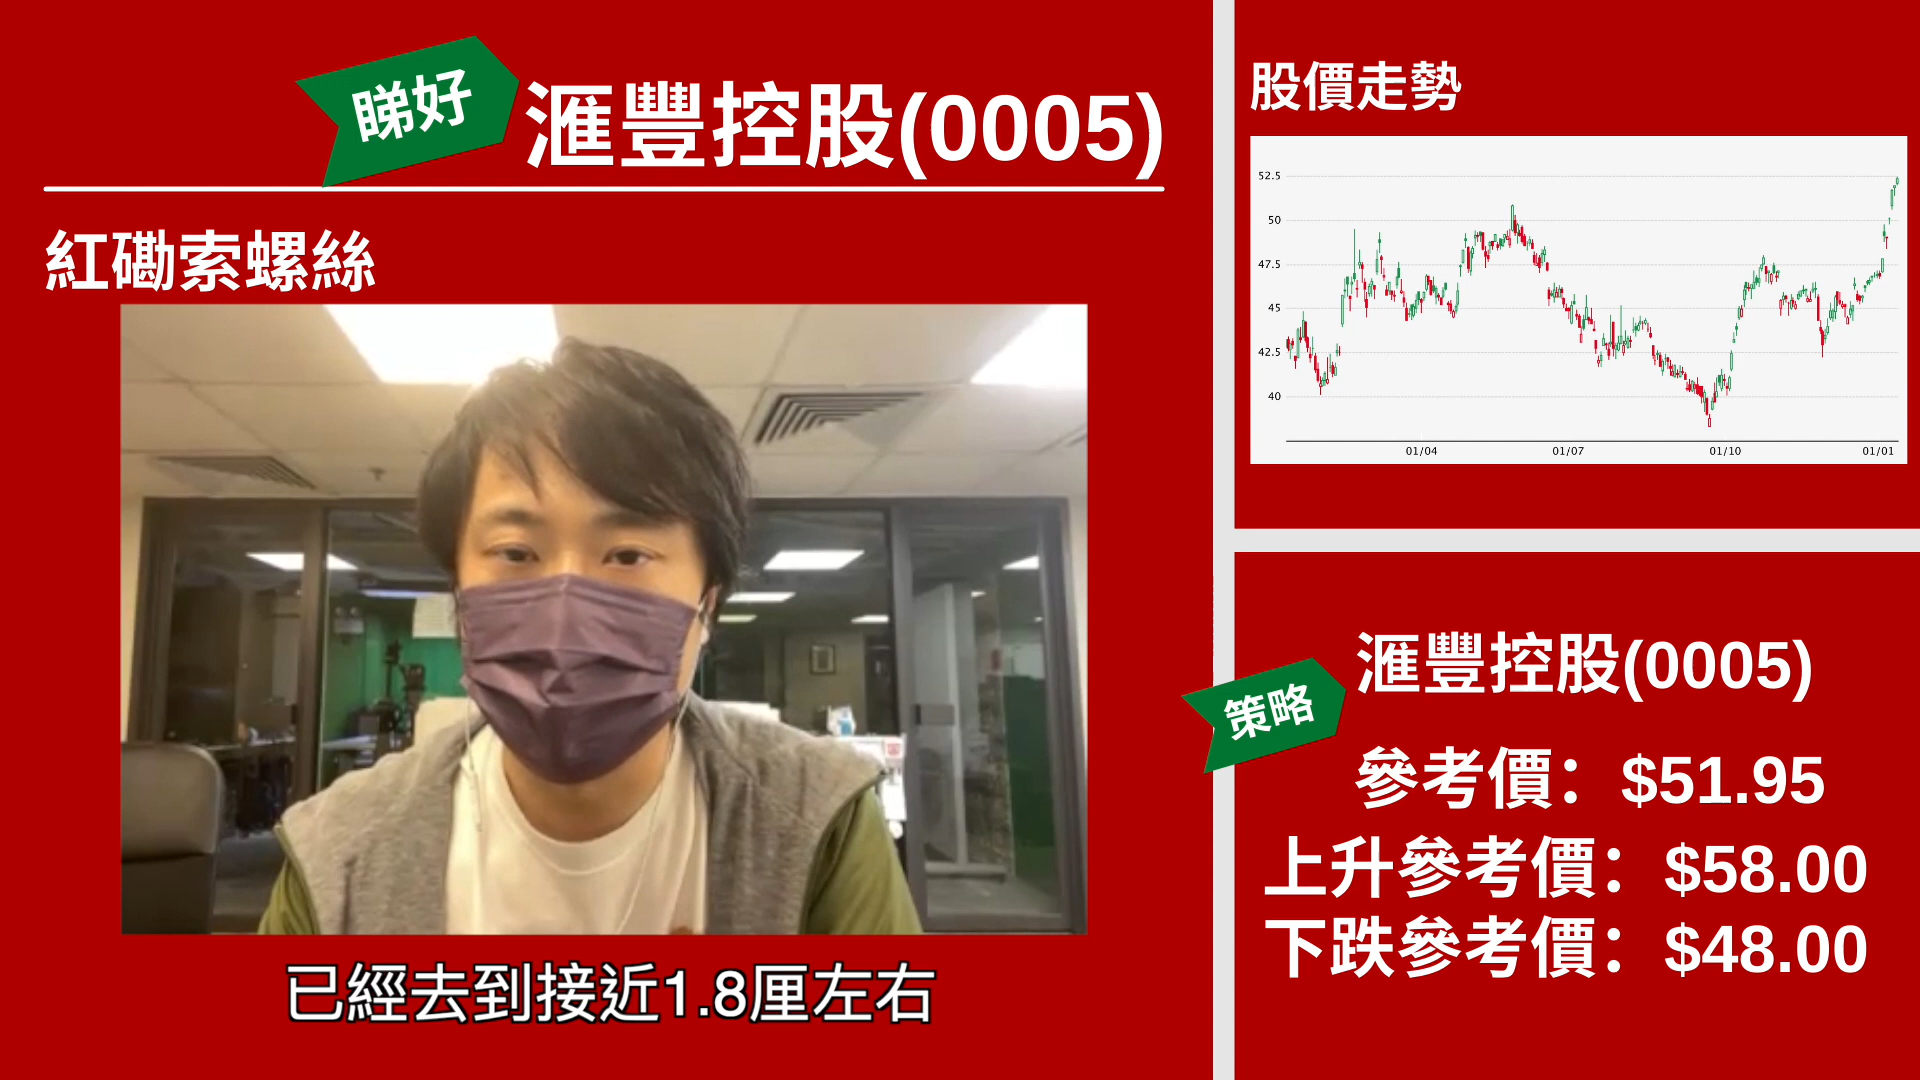 睇好
滙豐控股(0005)
紅磡索螺絲
已經去到接近1.8厘左右
股價走勢
52.5
50
47.5
45
42.5
40
01/04
01/07
01/10
01/01
策略
滙豐控股(0005)
參考價：$51.95
上升參考價：$58.00
下跌參考價：$48.00